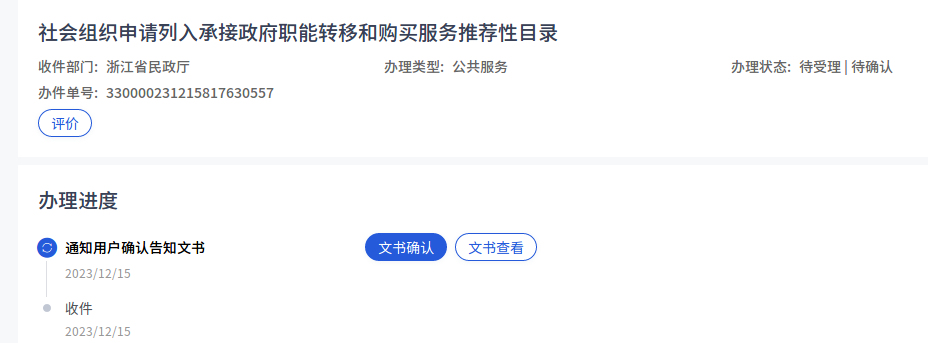 社会组织申请列入承接政府职能转移和购买服务推荐性目录
收件部门: 浙江省民政厅 办理类型: 公共服务 办理状态: 待受理 | 待确认
办件单号: 330000231215817630557
评价
办理进度
通知用户确认告知文书 文书确认 文书查看
2023/12/15
收件
2023/12/15